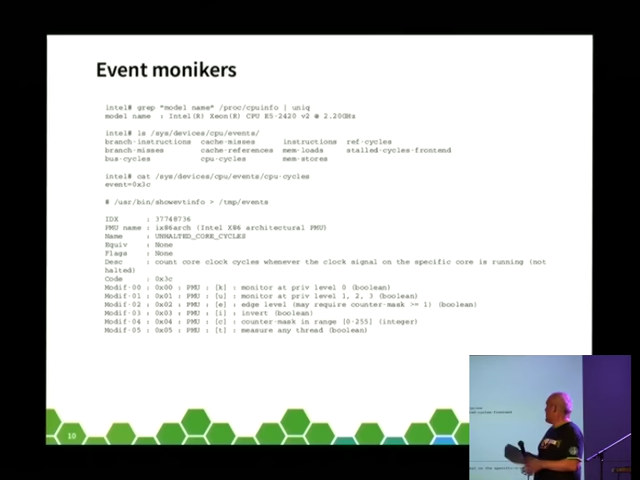 Event monikers
intel# grep "model name" /proc/cpuinfo | uniq
model name : Intel(R) Xeon(R) CPU E5-2420 v2 @ 2.20GHz
intel# ls /sys/devices/cpu/events/
branch-instructions cache-misses instructions ref-cycles
branch-misses cache-references mem-loads stalled-cycles-frontend
bus-cycles cpu-cycles mem-stores
intel# cat /sys/devices/cpu/events/cpu-cycles
event=0x3c
# /usr/bin/showevtinfo > /tmp/events
IDX : 37748736
PMU name : ix86arch (Intel X86 architectural PMU)
Name : UNHALTED_CORE_CYCLES
Equiv : None
Flags : None
Desc : count core clock cycles whenever the clock signal on the specific core is running (not
halted)
Code : 0x3c
Modif-00 : 0x00 : PMU : [k] : monitor at priv level 0 (boolean)
Modif-01 : 0x01 : PMU : [u] : monitor at priv level 1, 2, 3 (boolean)
Modif-02 : 0x02 : PMU : [e] : edge level (may require counter-mask >= 1) (boolean)
Modif-03 : 0x03 : PMU : [i] : invert (boolean)
Modif-04 : 0x04 : PMU : [c] : counter-mask in range [0-255] (integer)
Modif-05 : 0x05 : PMU : [t] : measure any thread (boolean)
10